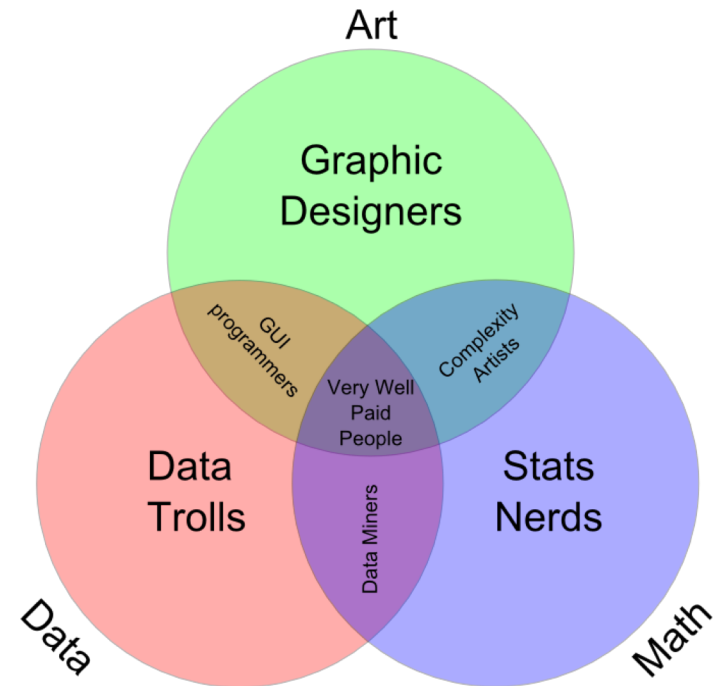 Art
Graphic
Designers
GUI
programmers
Complexity
Artists
Very Well
Paid
People
Data
Trolls
Stats
Nerds
Data Miners
Data
Math